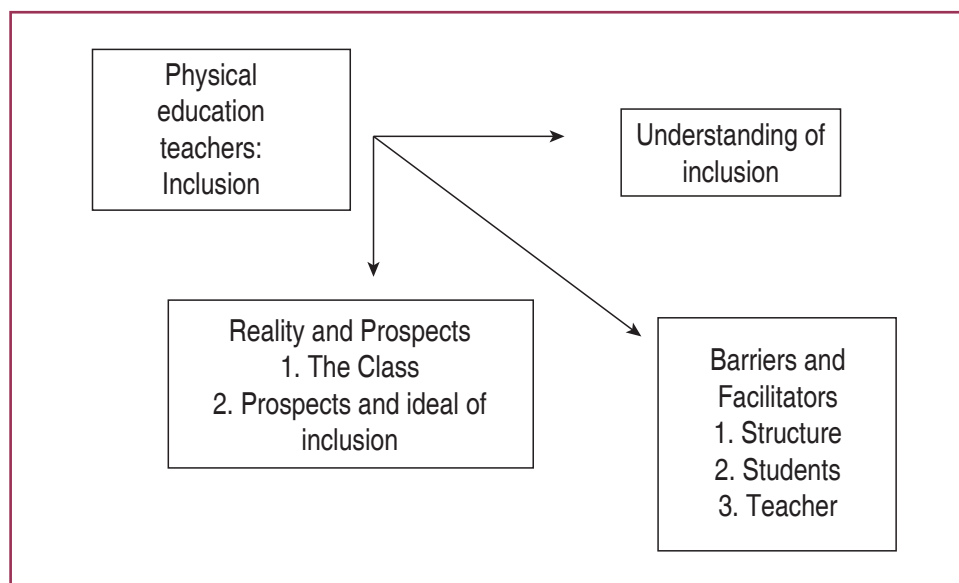 Physical
education
teachers:
Inclusion
Understanding of
inclusion
Reality and Prospects
1. The Class
2. Prospects and ideal of
inclusion
Barriers and
Facilitators
1. Structure
2. Students
3. Teacher